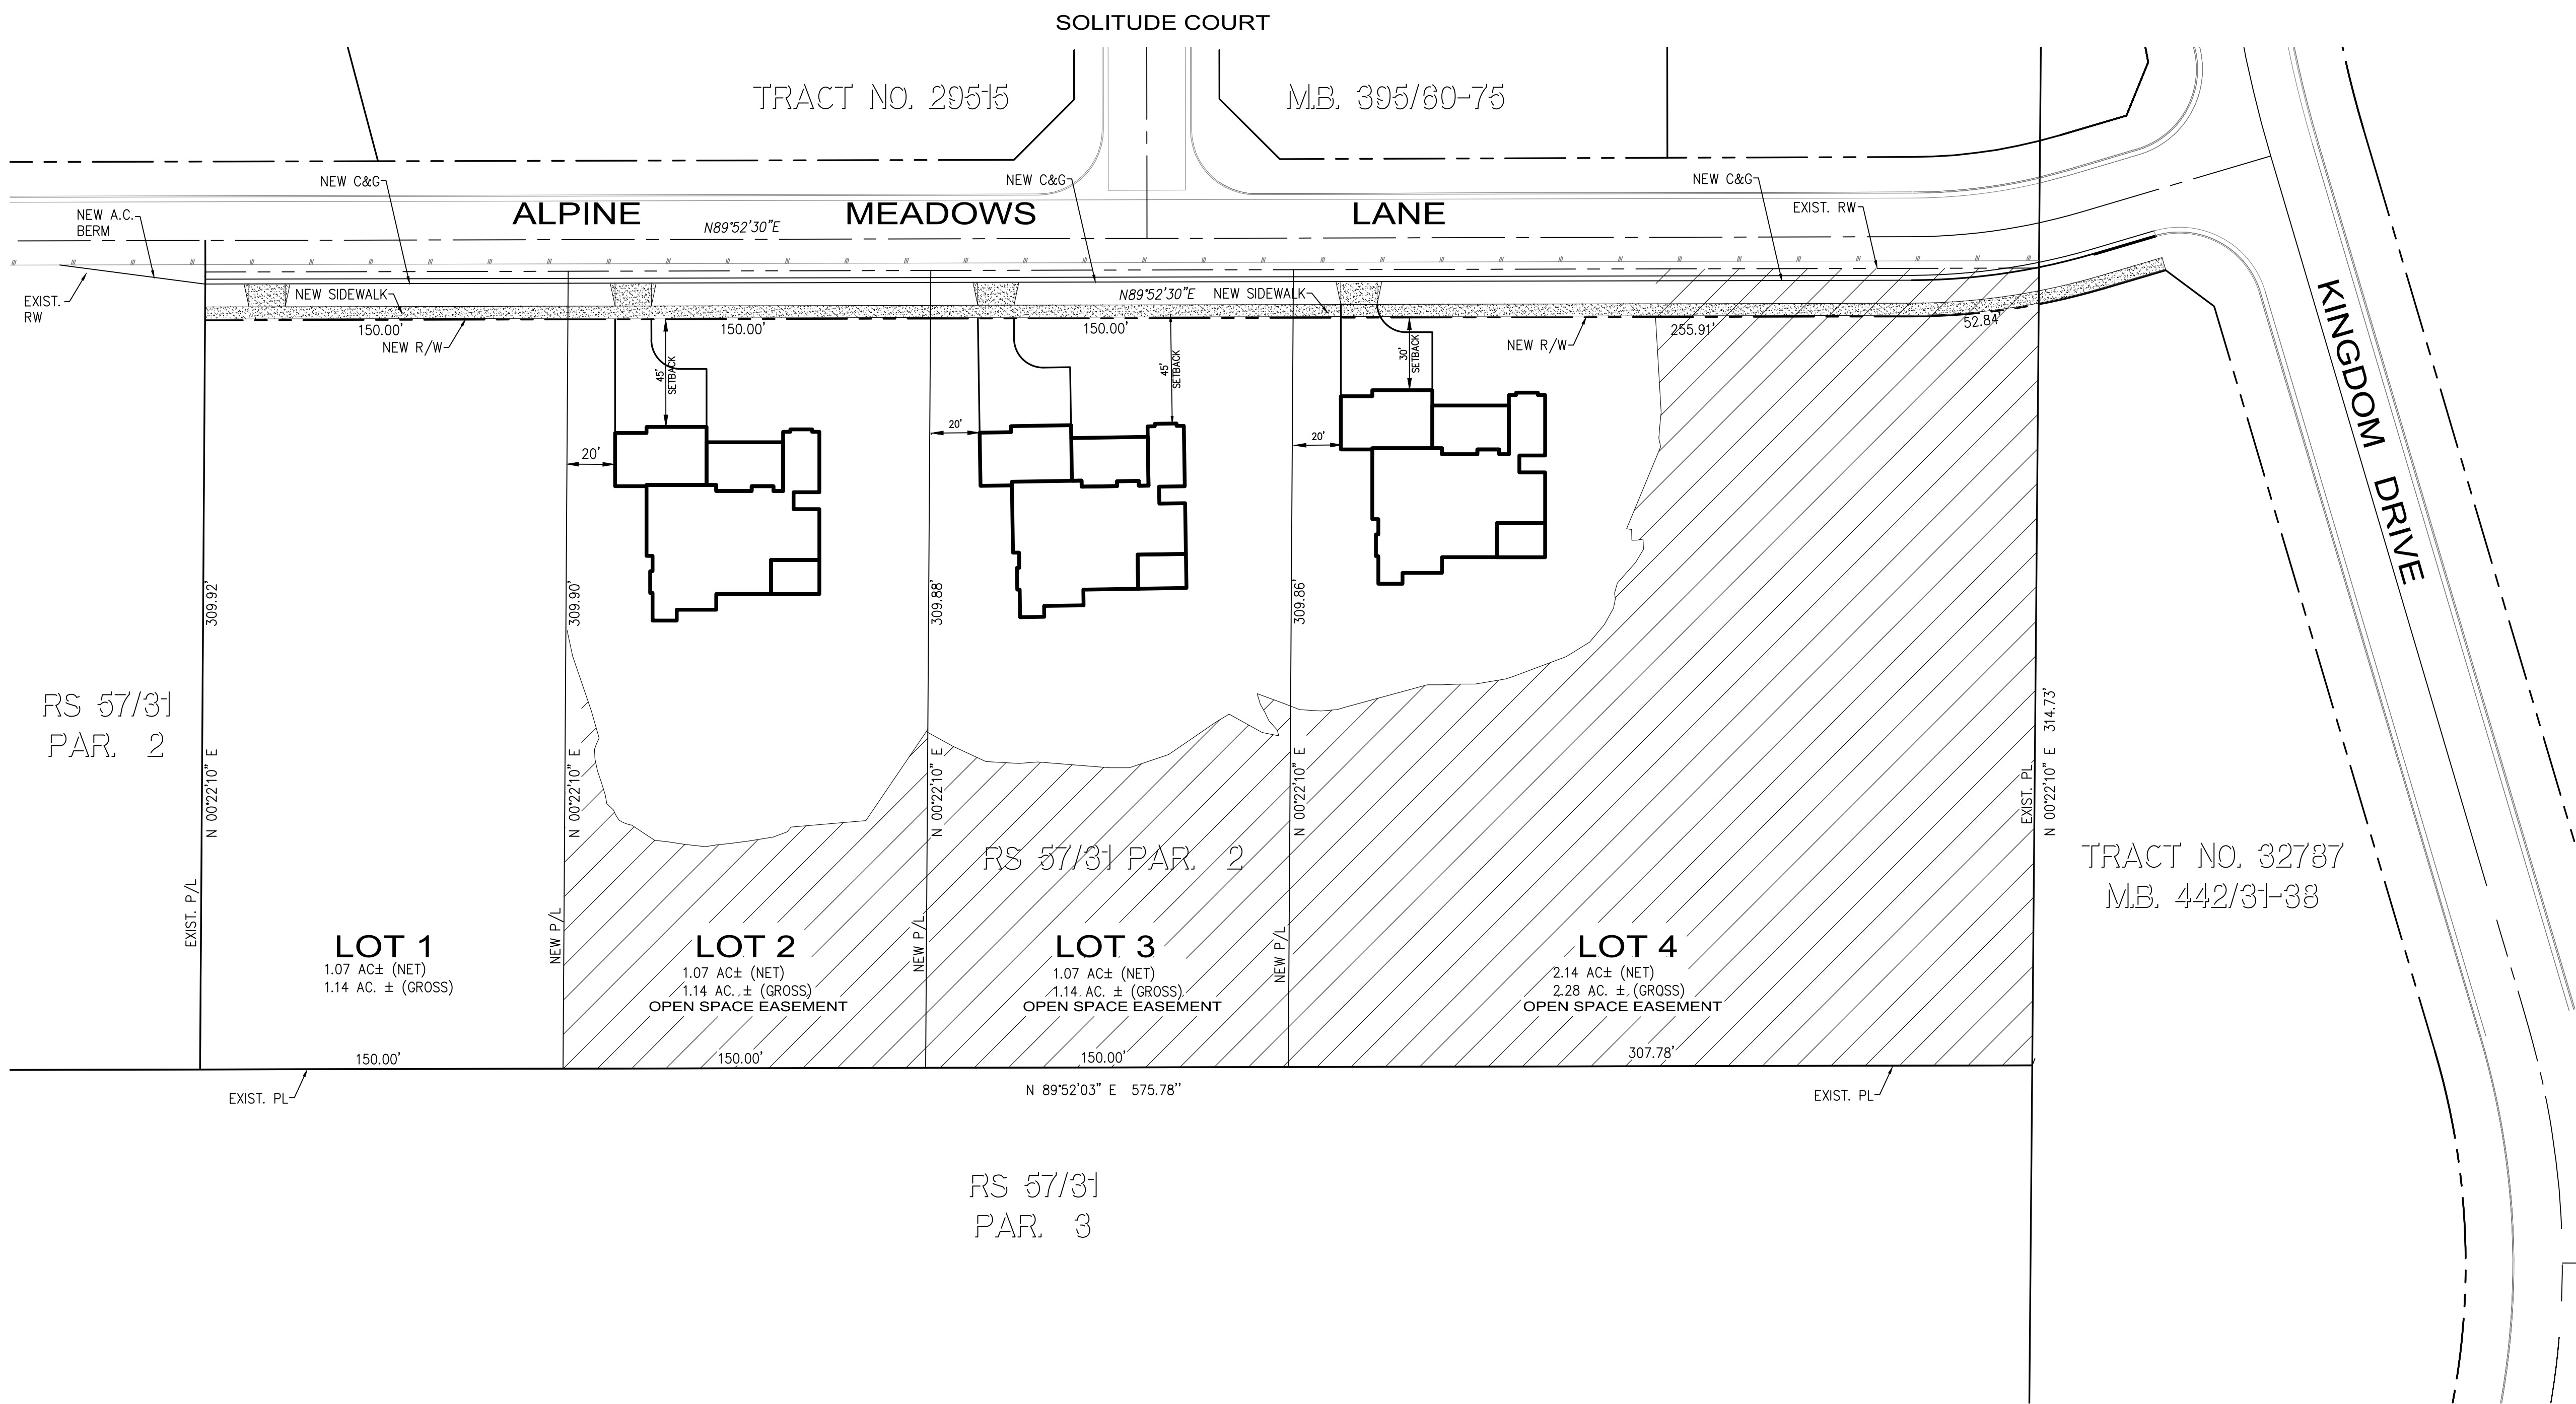 SOLITUDE COURT
TRACT NO. 29515
M.B. 395/60-75
NEW C&G
NEW C&G
NEW C&G
NEW A.C.
BERM
ALPINE MEADOWS LANE
N89°52'30"E
EXIST. RW
EXIST.
RW
NEW SIDEWALK
N89°52'30"E
NEW SIDEWALK
150.00'
150.00'
150.00'
255.91'
52.84'
NEW R/W
NEW R/W
45'
SETBACK
45'
SETBACK
30'
SETBACK
20'
20'
20'
KINGDOM DRIVE
309.92'
309.90'
309.88'
309.86'
N 00°22'10" E
N 00°22'10" E
N 00°22'10" E
N 00°22'10" E
N 00°22'10" E 314.73'
EXIST. PL
RS 57/31
PAR. 2
RS 57/31 PAR. 2
TRACT NO. 32787
M.B. 442/31-38
EXIST. P/L
NEW P/L
NEW P/L
NEW P/L
LOT 1
1.07 AC± (NET)
1.14 AC. ± (GROSS)
LOT 2
1.07 AC± (NET)
1.14 AC. ± (GROSS)
OPEN SPACE EASEMENT
LOT 3
1.07 AC± (NET)
1.14 AC. ± (GROSS)
OPEN SPACE EASEMENT
LOT 4
2.14 AC± (NET)
2.28 AC. ± (GROSS)
OPEN SPACE EASEMENT
150.00'
150.00'
150.00'
307.78'
EXIST. PL
N 89°52'03" E 575.78"
EXIST. PL
RS 57/31
PAR. 3